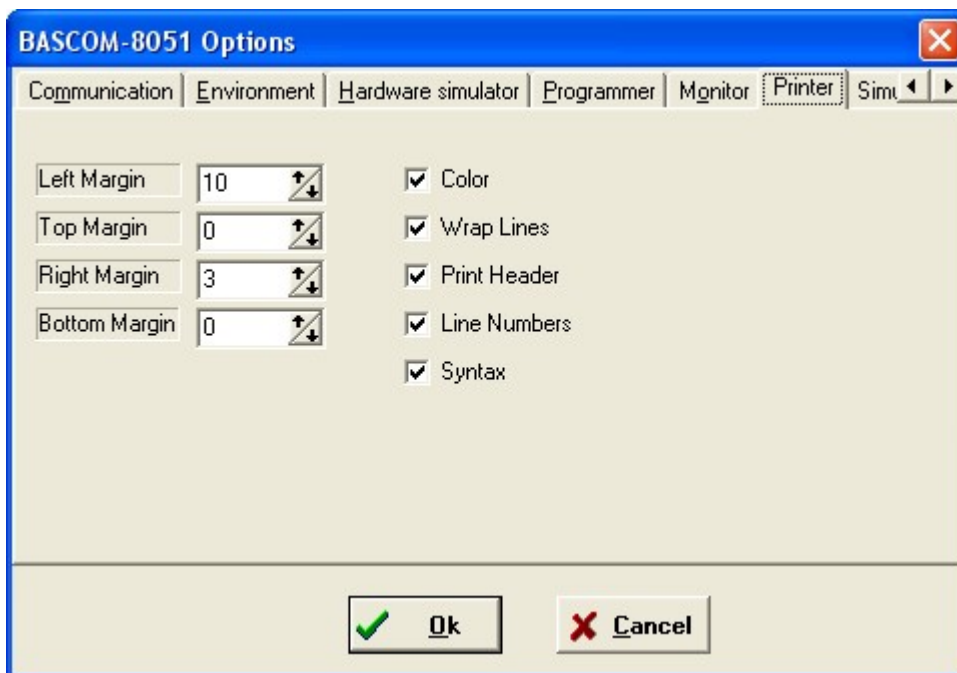 BASCOM-8051 Options
Communication Environment Hardware simulator Programmer Monitor Printer
Left Margin 10 Color
Top Margin 0 Wrap Lines
Right Margin 3 Print Header
Bottom Margin 0 Line Numbers
Syntax
Ok Cancel